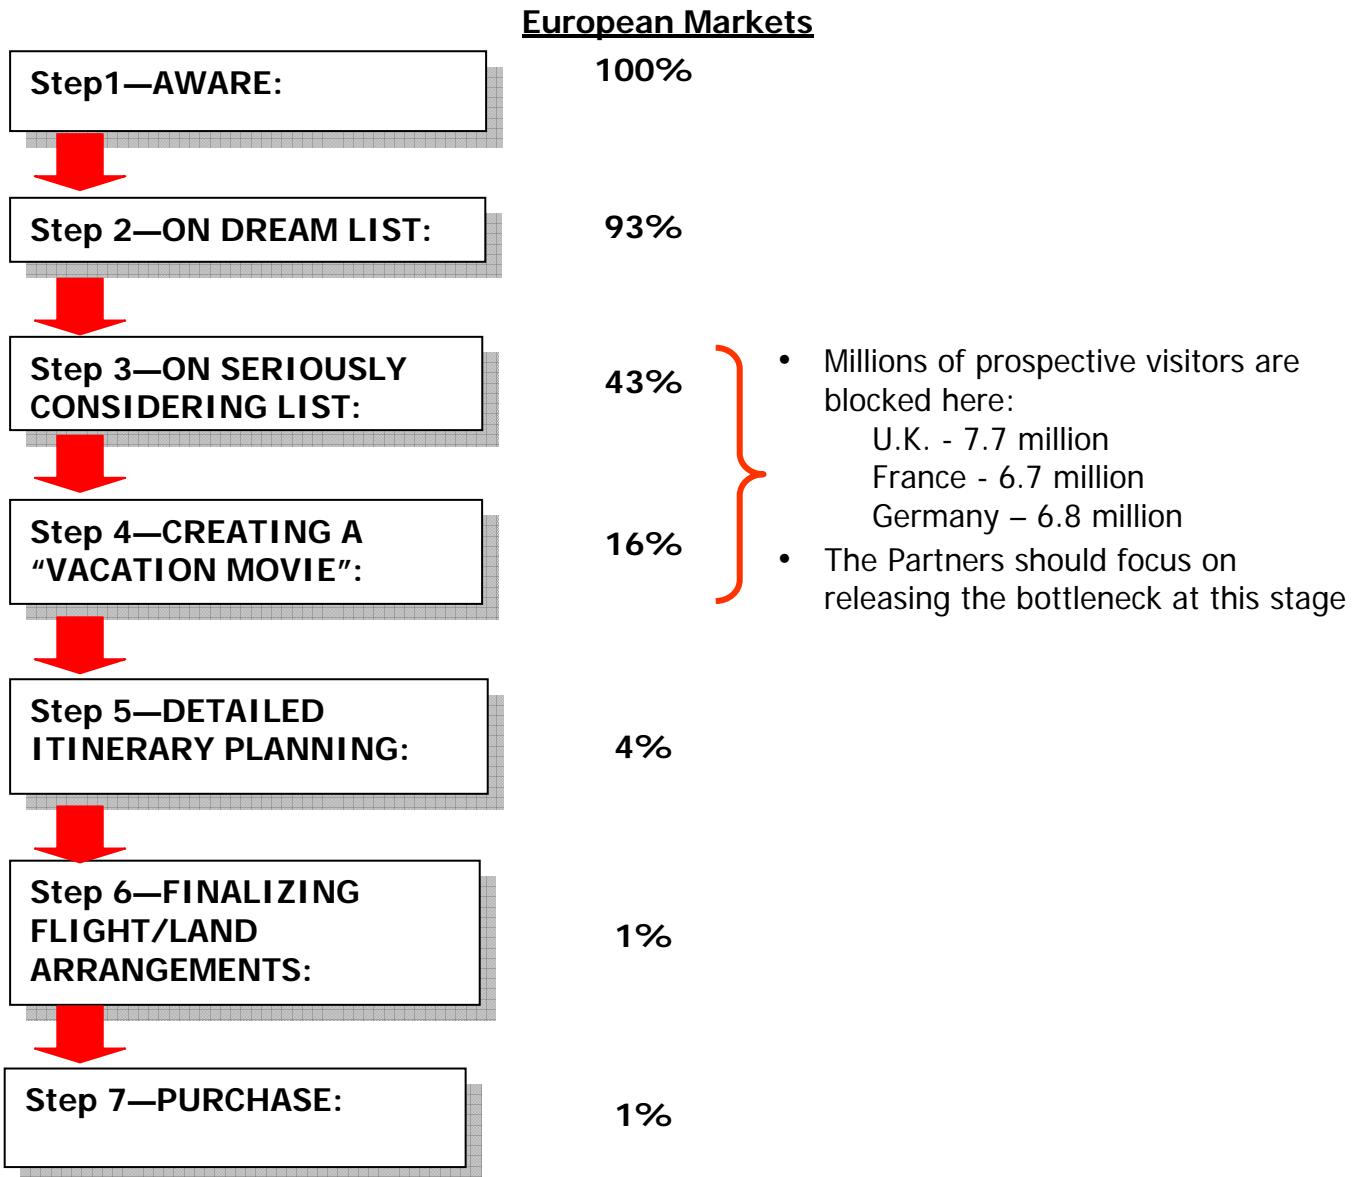 European Markets
Step1—AWARE:
100%
Step 2—ON DREAM LIST:
93%
Step 3—ON SERIOUSLY
CONSIDERING LIST:
43%
• Millions of prospective visitors are
blocked here:
U.K. - 7.7 million
France - 6.7 million
Germany – 6.8 million
• The Partners should focus on
releasing the bottleneck at this stage
Step 4—CREATING A
“VACATION MOVIE”:
16%
Step 5—DETAILED
ITINERARY PLANNING:
4%
Step 6—FINALIZING
FLIGHT/LAND
ARRANGEMENTS:
1%
Step 7—PURCHASE:
1%